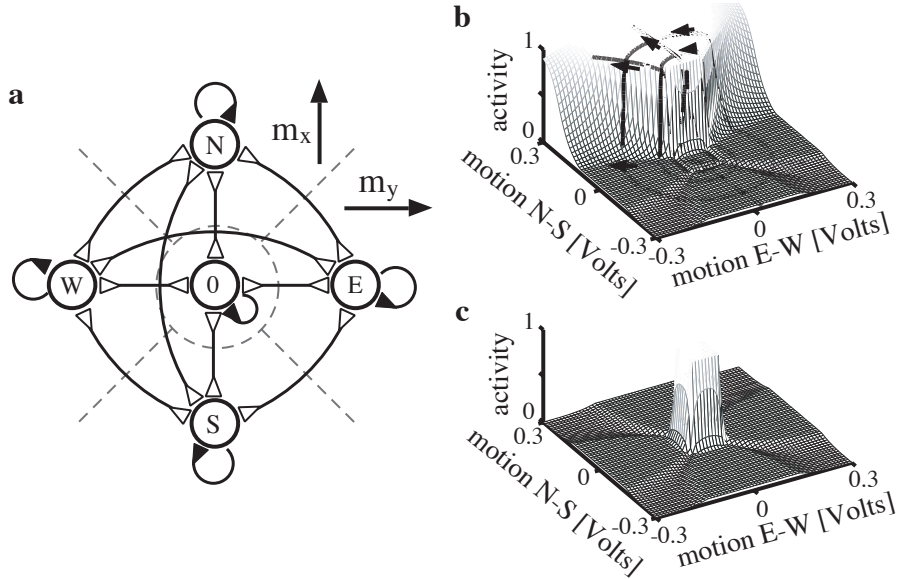 a
N
m_x
m_y
W
0
E
S
b
activity
1
0
0.3
0
-0.3
motion N-S [Volts]
-0.3
0
0.3
motion E-W [Volts]
c
activity
1
0
0.3
0
-0.3
motion N-S [Volts]
-0.3
0
0.3
motion E-W [Volts]